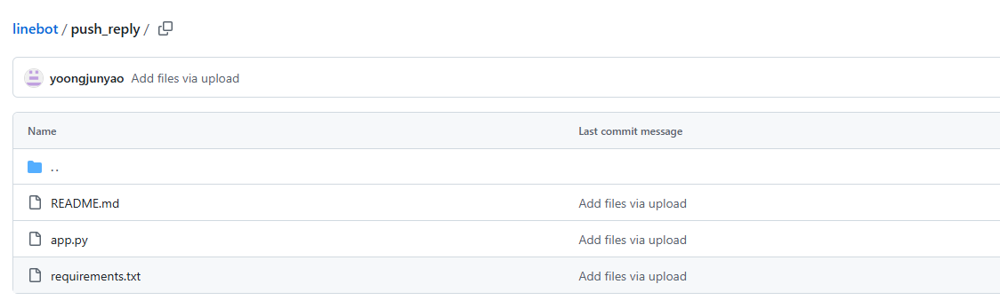 linebot / push_reply /
yoongjunyao Add files via upload
Name Last commit message
..
README.md Add files via upload
app.py Add files via upload
requirements.txt Add files via upload